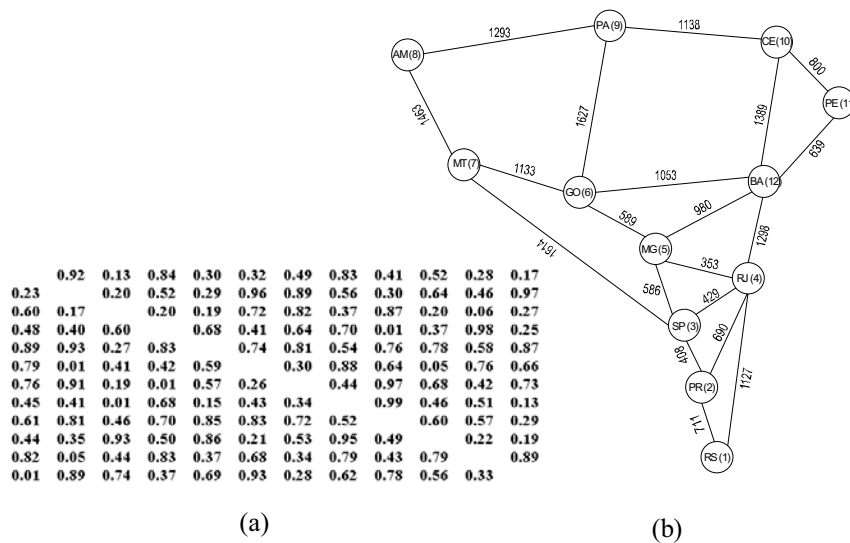 1293
1138
AM(8)
PA(9)
CE(10)
800
PE(11
1463
1627
1389
639
MT(7)
1133
GO(6)
1053
BA(12)
589
980
1298
1614
MG(5)
353
RJ(4)
586
429
SP(3)
408
690
1127
PR(2)
711
RS(1)
0.92 0.13 0.84 0.30 0.32 0.49 0.83 0.41 0.52 0.28 0.17
0.23 0.20 0.52 0.29 0.96 0.89 0.56 0.30 0.64 0.46 0.97
0.60 0.17 0.20 0.19 0.72 0.82 0.37 0.87 0.20 0.06 0.27
0.48 0.40 0.60 0.68 0.41 0.64 0.70 0.01 0.37 0.98 0.25
0.89 0.93 0.27 0.83 0.74 0.81 0.54 0.76 0.78 0.58 0.87
0.79 0.01 0.41 0.42 0.59 0.30 0.88 0.64 0.05 0.76 0.66
0.76 0.91 0.19 0.01 0.57 0.26 0.44 0.97 0.68 0.42 0.73
0.45 0.41 0.01 0.68 0.15 0.43 0.34 0.99 0.46 0.51 0.13
0.61 0.81 0.46 0.70 0.85 0.83 0.72 0.52 0.60 0.57 0.29
0.44 0.35 0.93 0.50 0.86 0.21 0.53 0.95 0.49 0.22 0.19
0.82 0.05 0.44 0.83 0.37 0.68 0.34 0.79 0.43 0.79 0.89
0.01 0.89 0.74 0.37 0.69 0.93 0.28 0.62 0.78 0.56 0.33
(a)
(b)